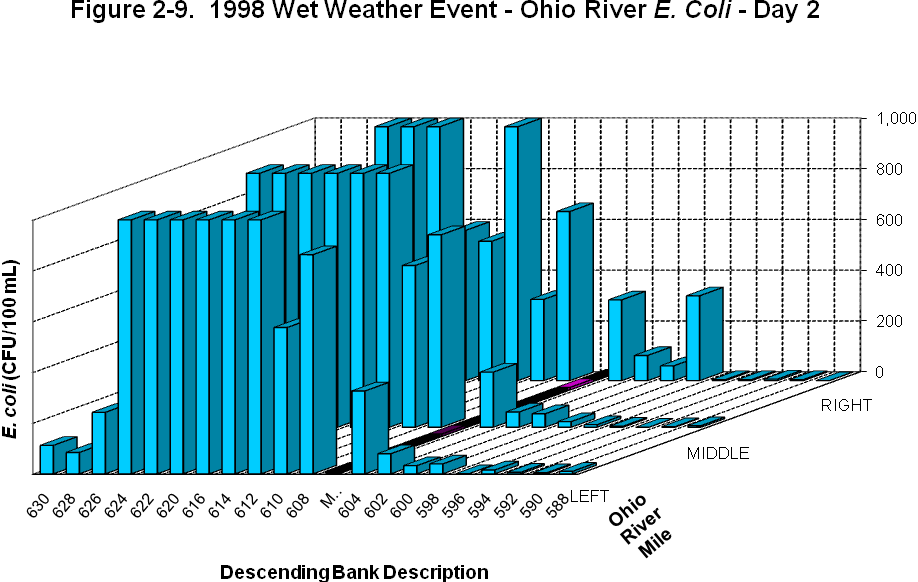 Figure 2-9. 1998 Wet Weather Event - Ohio River E. Coli - Day 2
1,000
800
600
400
200
0
E. coli (CFU/100 mL)
RIGHT
MIDDLE
LEFT
630
628
626
624
622
620
616
614
612
610
608
M..
604
602
600
598
596
594
592
590
588
Ohio
River
Mile
Descending Bank Description